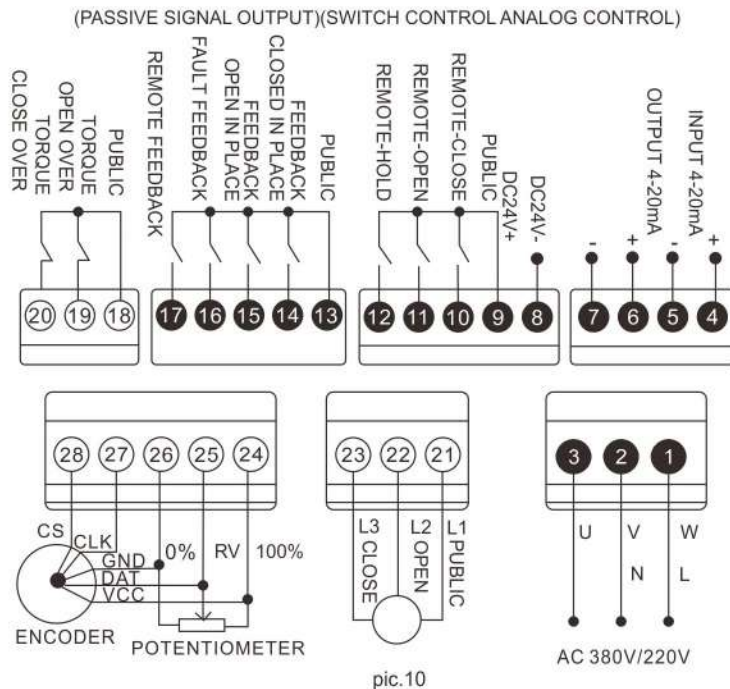 (PASSIVE SIGNAL OUTPUT)(SWITCH CONTROL ANALOG CONTROL)
CLOSE OVER
TORQUE
OPEN OVER
TORQUE
PUBLIC
REMOTE FEEDBACK
FAULT FEEDBACK
OPEN IN PLACE
FEEDBACK
CLOSED IN PLACE
FEEDBACK
PUBLIC
REMOTE-HOLD
REMOTE-OPEN
REMOTE-CLOSE
PUBLIC
DC24V+
DC24V-
OUTPUT 4-20mA
INPUT 4-20mA
- + - +
20 19 18
17 16 15 14 13
12 11 10 9 8
7 6 5 4
28 27 26 25 24
23 22 21
3 2 1
CS
CLK
GND
DAT
VCC
0% RV 100%
ENCODER
POTENTIOMETER
L3
CLOSE
L2
OPEN
L1
PUBLIC
U V W
N L
AC 380V/220V
pic.10